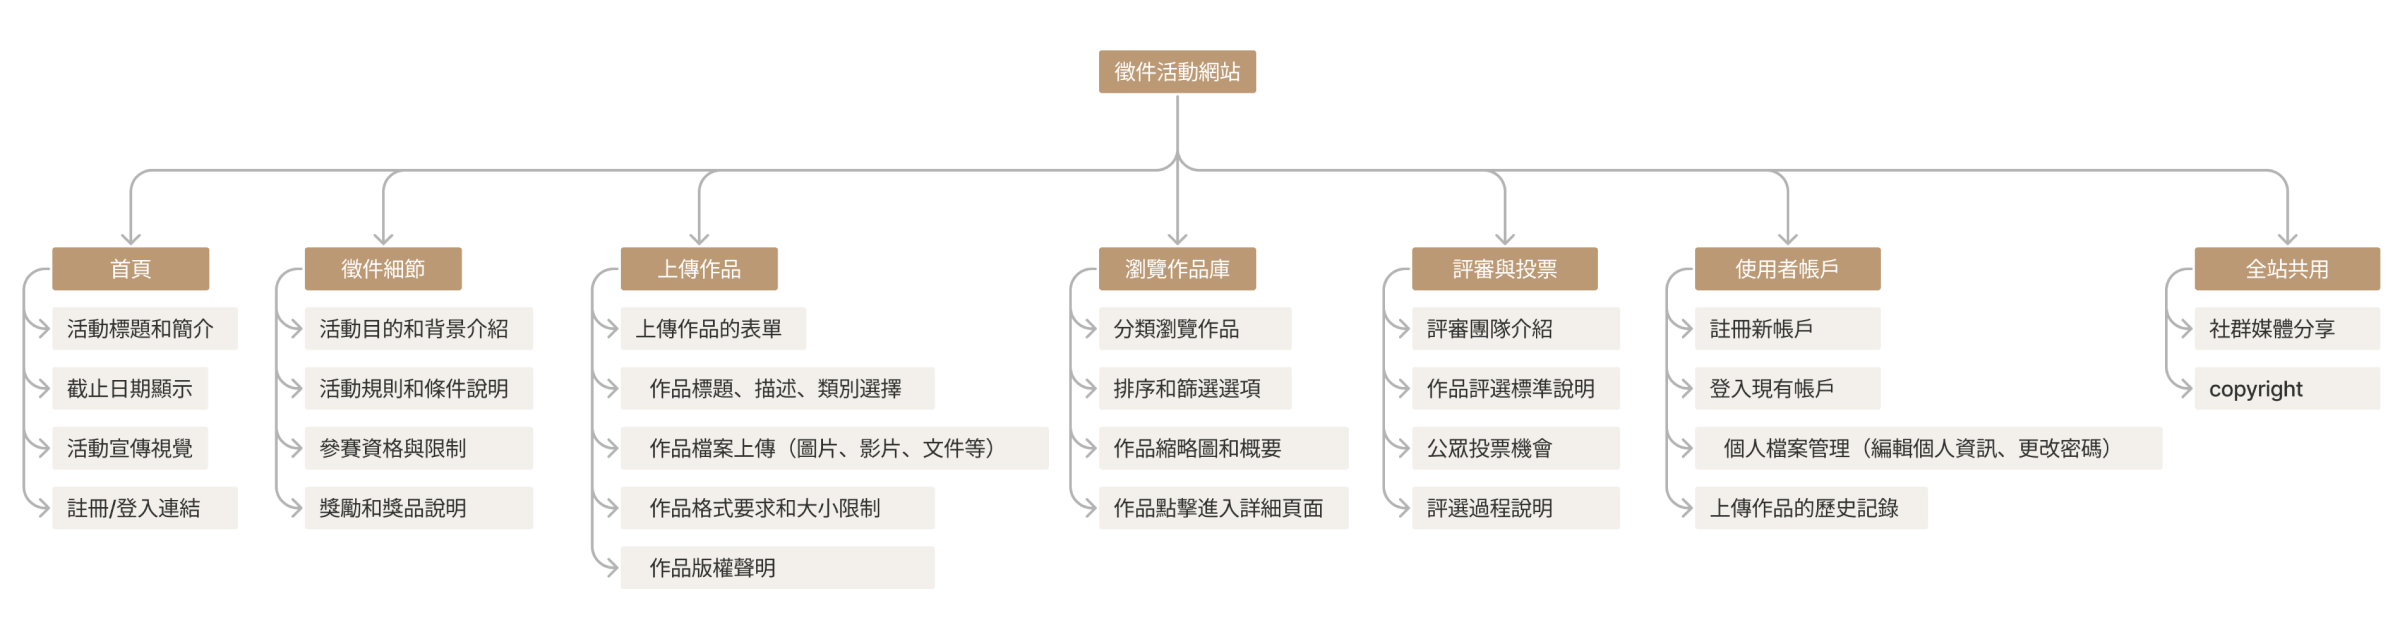 徵件活動網站
首頁
活動標題和簡介
截止日期顯示
活動宣傳視覺
註冊/登入連結
徵件細節
活動目的和背景介紹
活動規則和條件說明
參賽資格與限制
獎勵和獎品說明
上傳作品
上傳作品的表單
作品標題、描述、類別選擇
作品檔案上傳（圖片、影片、文件等）
作品格式要求和大小限制
作品版權聲明
瀏覽作品庫
分類瀏覽作品
排序和篩選選項
作品縮略圖和概要
作品點擊進入詳細頁面
評審與投票
評審團隊介紹
作品評選標準說明
公眾投票機會
評選過程說明
使用者帳戶
註冊新帳戶
登入現有帳戶
個人檔案管理（編輯個人資訊、更改密碼）
上傳作品的歷史記錄
全站共用
社群媒體分享
copyright